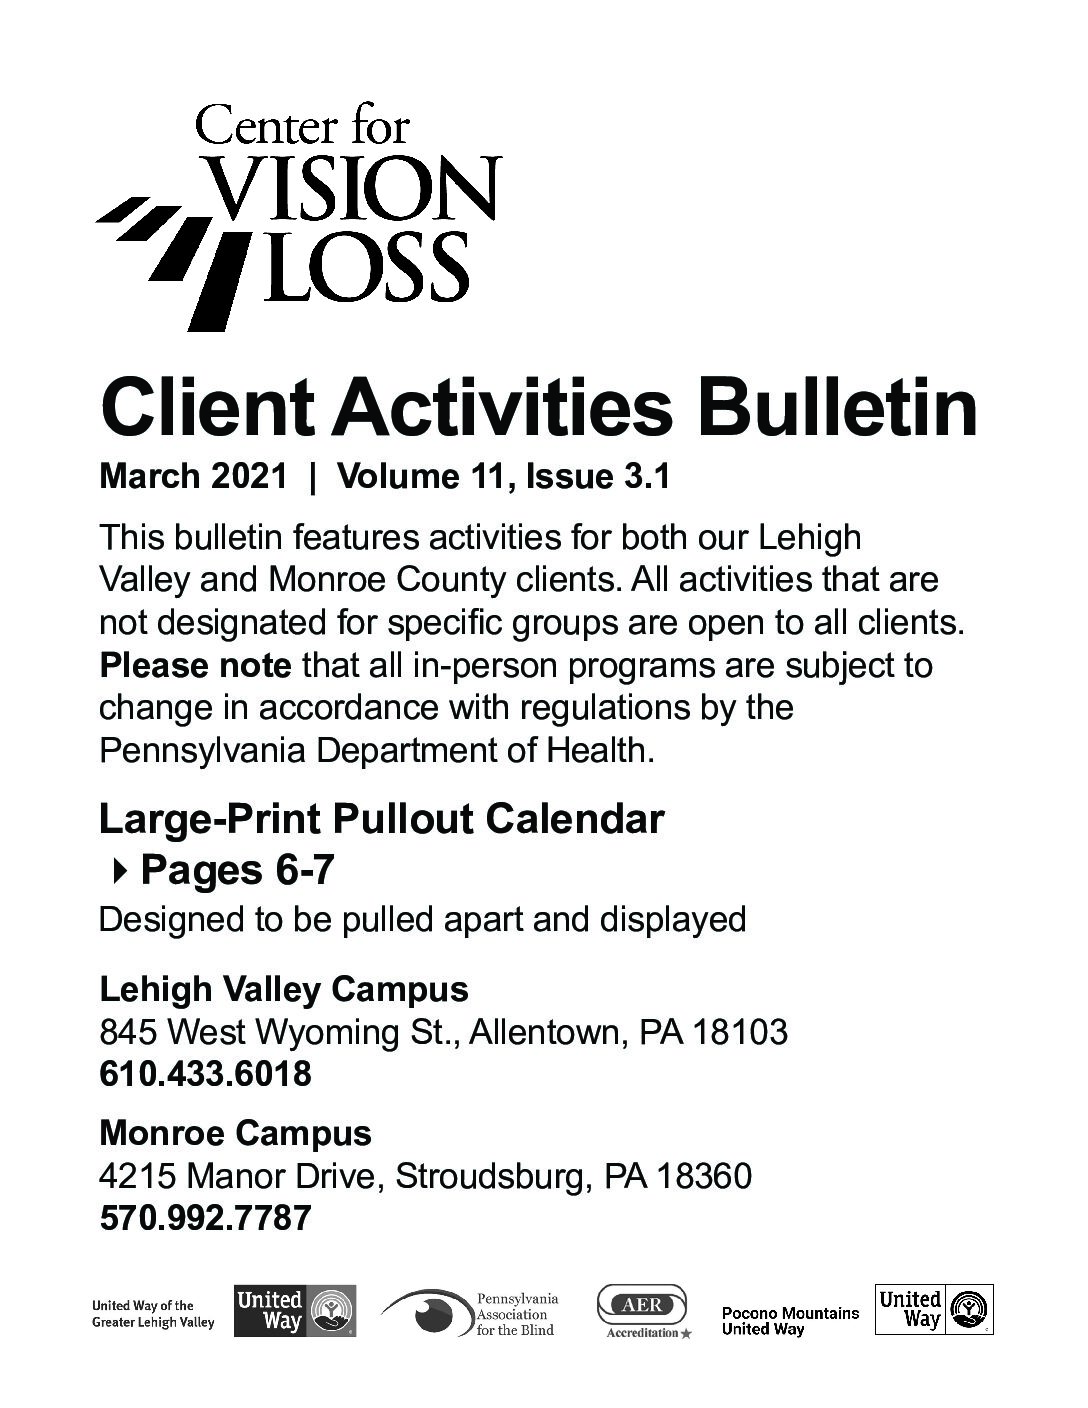 Center for
VISION
LOSS
Client Activities Bulletin
March 2021 | Volume 11, Issue 3.1
This bulletin features activities for both our Lehigh
Valley and Monroe County clients. All activities that are
not designated for specific groups are open to all clients.
Please note that all in-person programs are subject to
change in accordance with regulations by the
Pennsylvania Department of Health.
Large-Print Pullout Calendar
Pages 6-7
Designed to be pulled apart and displayed
Lehigh Valley Campus
845 West Wyoming St., Allentown, PA 18103
610.433.6018
Monroe Campus
4215 Manor Drive, Stroudsburg, PA 18360
570.992.7787
United Way of the
Greater Lehigh Valley
United
Way
Pennsylvania
Association
for the Blind
AER
Accreditation
Pocono Mountains
United Way
United
Way